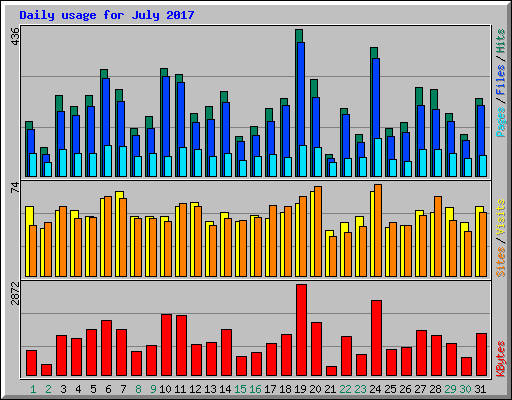 Daily usage for July 2017
436
Pages / Files / Hits
74
Sites / Visits
2872
KBytes
1 2 3 4 5 6 7 8 9 10 11 12 13 14 15 16 17 18 19 20 21 22 23 24 25 26 27 28 29 30 31